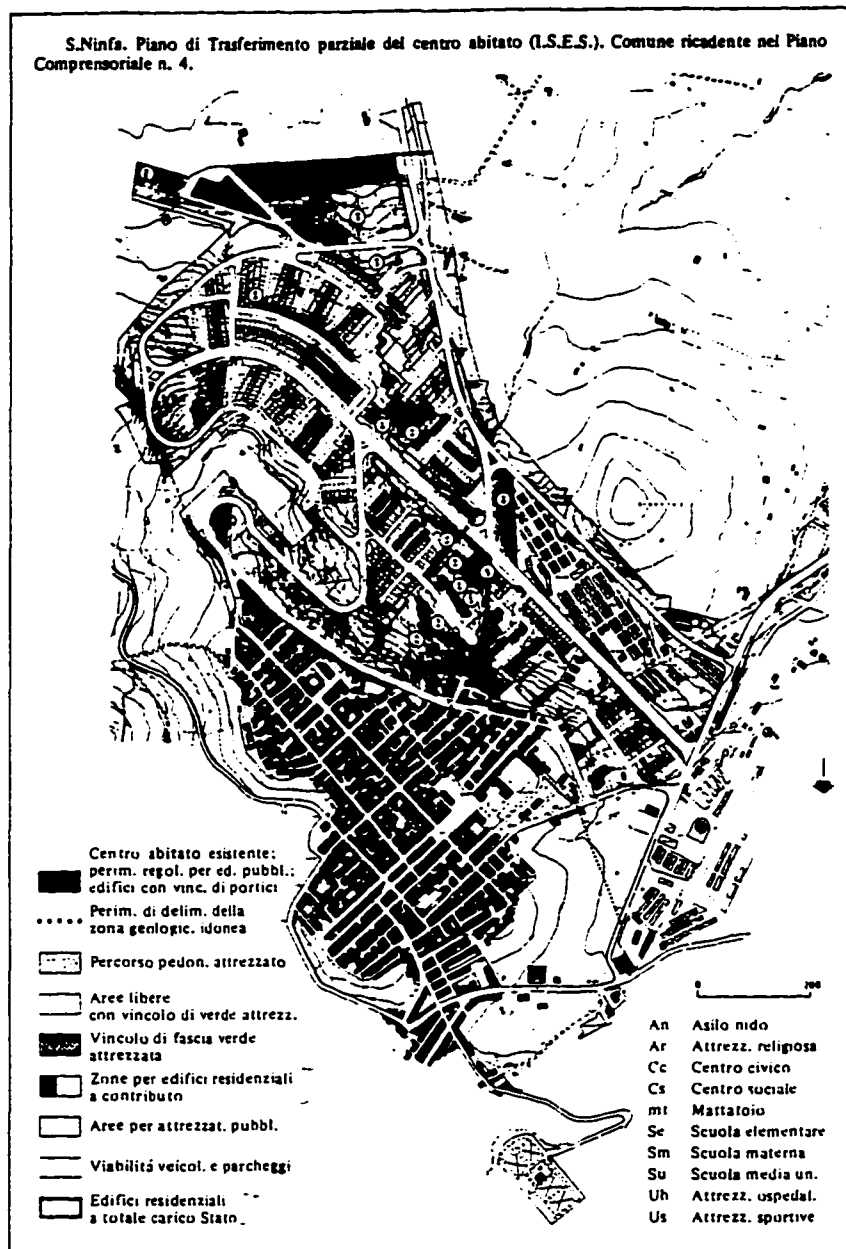 S.Ninfa. Piano di Trasferimento parziale del centro abitato (I.S.E.S.). Comune ricadente nel Piano
Comprensoriale n. 4.
Centro abitato esistente;
perim. regol. per ed. pubbl.;
edifici con vinc. di portici
Perim. di delim. della
zona geologic. idonea
Percorso pedon. attrezzato
Aree libere
con vincolo di verde attrezz.
Vincolo di fascia verde
attrezzata
Zone per edifici residenziali
a contributo
Aree per attrezzat. pubbl.
Viabilitá veicol. e parcheggi
Edifici residenziali
a totale carico Stato
0 200
An Asilo nido
Ar Attrezz. religiosa
Cc Centro civico
Cs Centro sociale
mt Mattatoio
Se Scuola elementare
Sm Scuola materna
Su Scuola media un.
Uh Attrezz. ospedal.
Us Attrezz. sportive